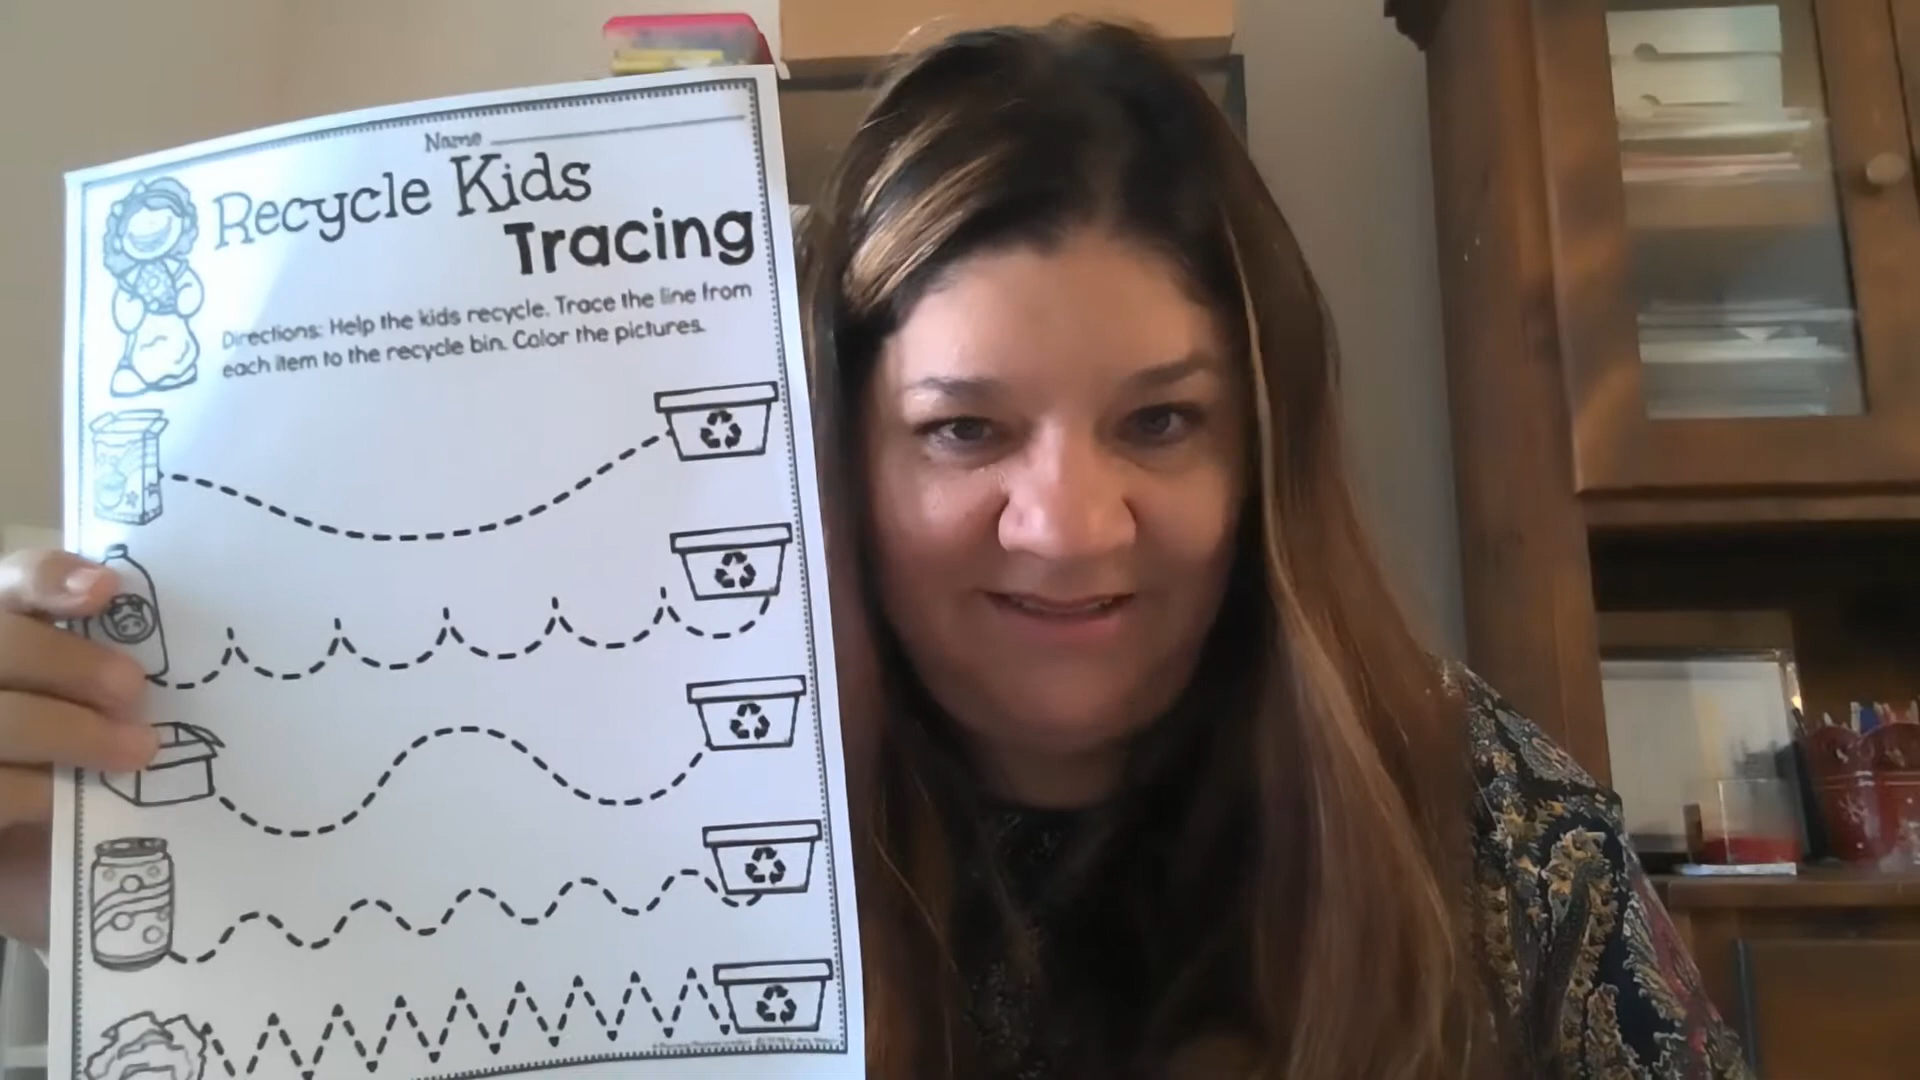 Name
Recycle Kids
Tracing
Directions: Help the kids recycle. Trace the line from
each item to the recycle bin. Color the pictures.